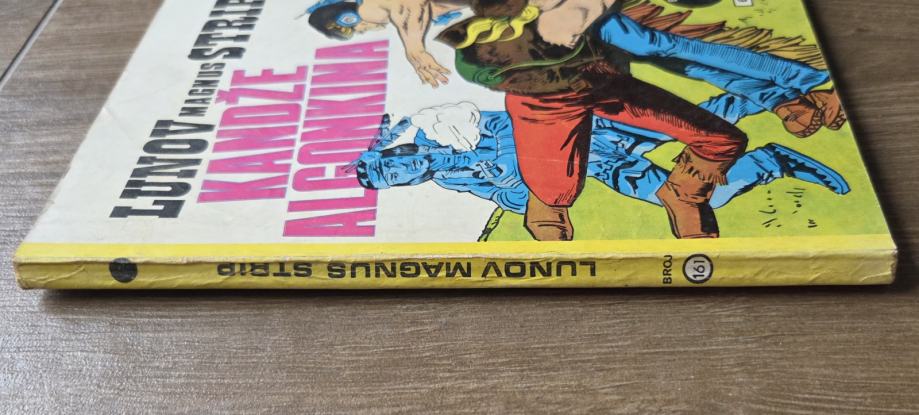 LUNOV
MAGNUS
STRIP
KANDŽE
ALGONKINA
LUNOV MAGNUS STRIP
BROJ
161